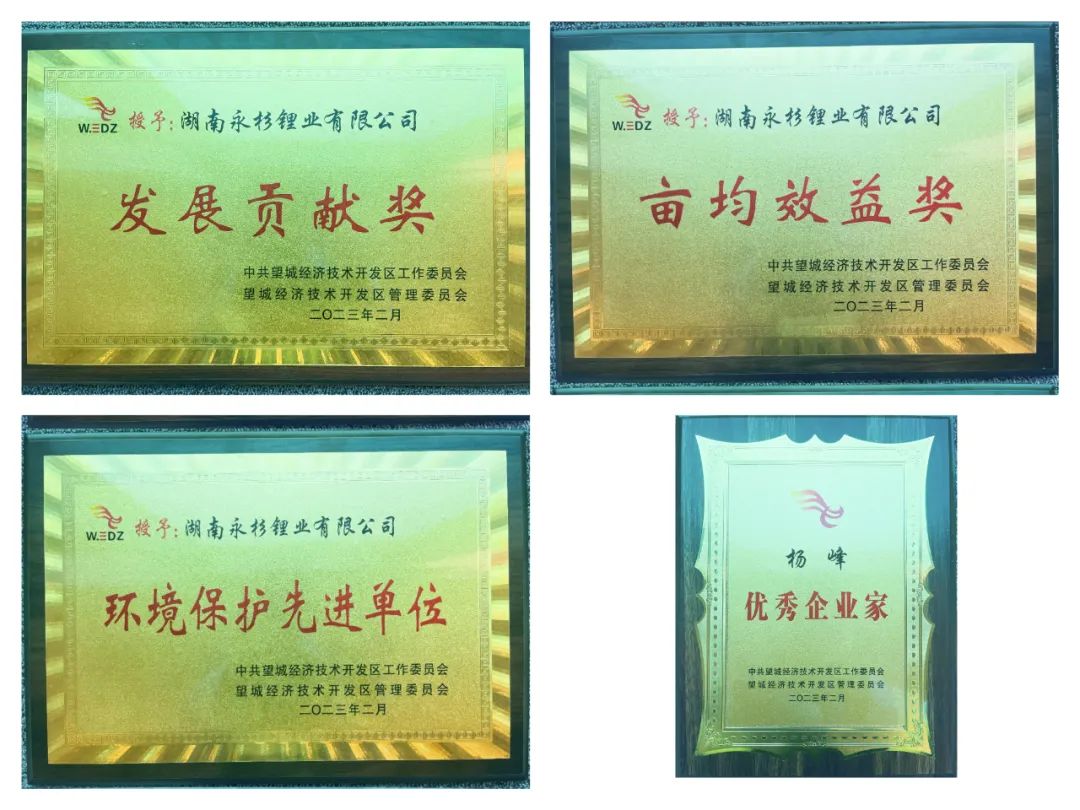 W.EDZ
授予：湖南永杉锂业有限公司
发展贡献奖
中共望城经济技术开发区工作委员会
望城经济技术开发区管理委员会
二〇二三年二月
W.EDZ
授予：湖南永杉锂业有限公司
亩均效益奖
中共望城经济技术开发区工作委员会
望城经济技术开发区管理委员会
二〇二三年二月
W.EDZ
授予：湖南永杉锂业有限公司
环境保护先进单位
中共望城经济技术开发区工作委员会
望城经济技术开发区管理委员会
二〇二三年二月
杨峰
优秀企业家
中共望城经济技术开发区工作委员会
望城经济技术开发区管理委员会
二〇二三年二月